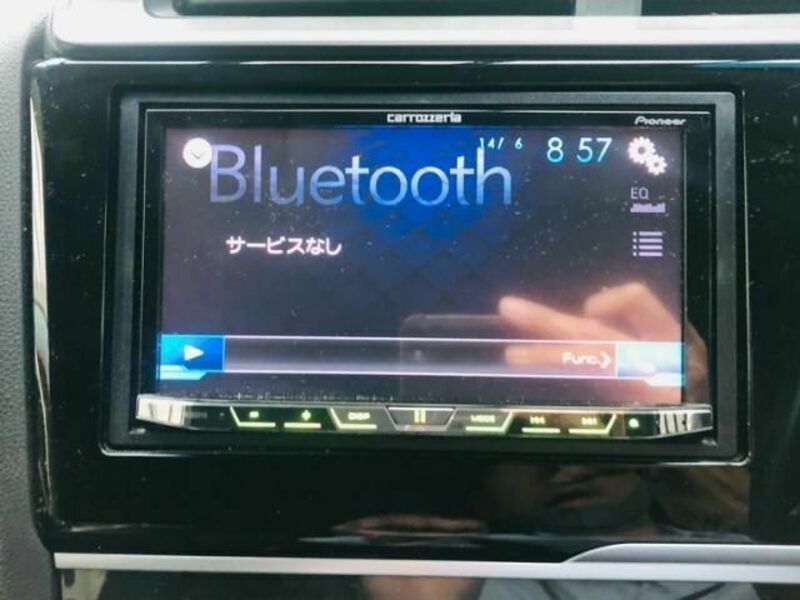 carrozzeria
Pioneer
14/ 6
8 57
Bluetooth
EQ
サービスなし
Func.
DISP
MODE